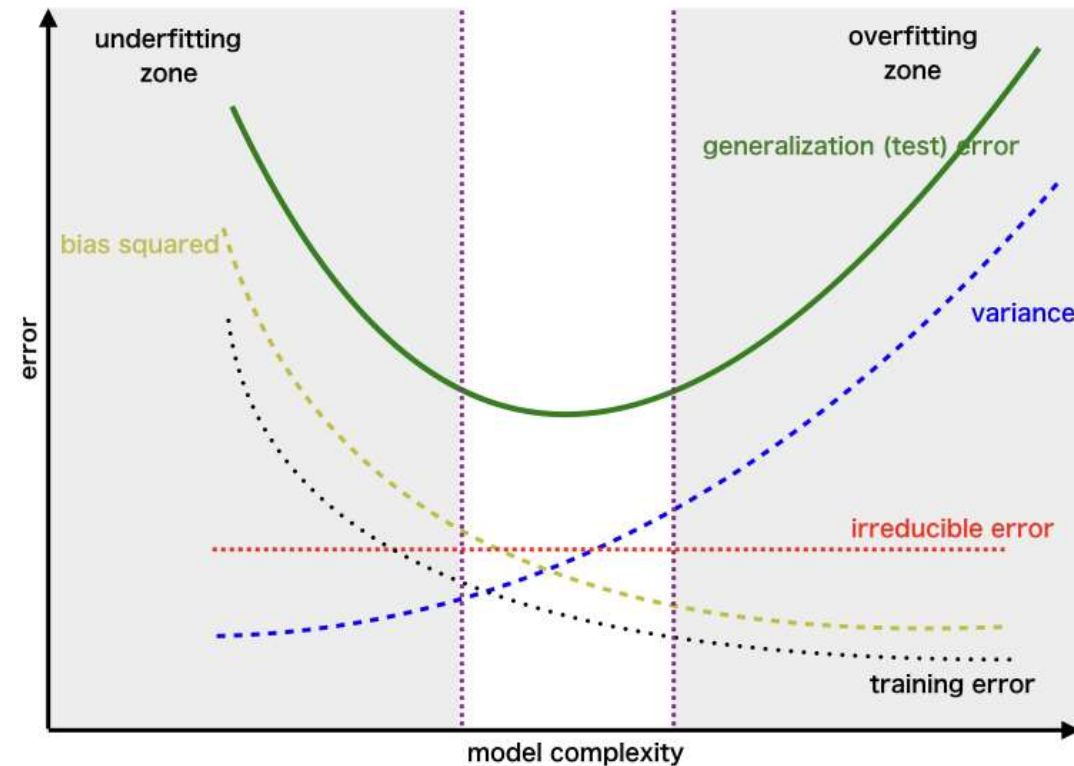 underfitting
zone
overfitting
zone
generalization (test) error
bias squared
variance
error
irreducible error
training error
model complexity